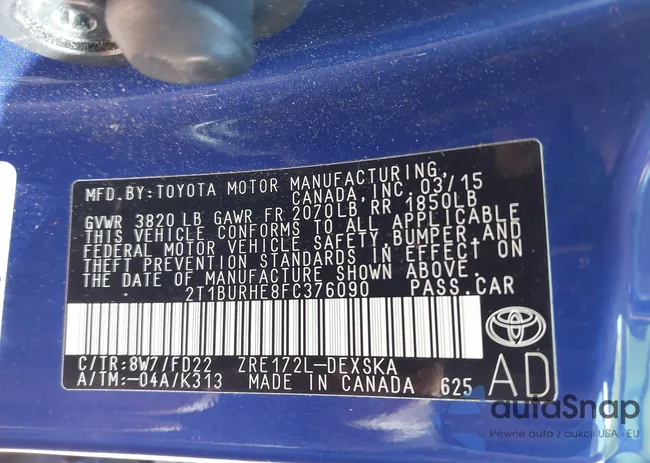 MFD.BY:TOYOTA MOTOR MANUFACTURING,
CANADA,INC.03/15
GVWR 3820LB GAWR FR 2070LB,RR 1850LB
THIS VEHICLE CONFORMS TO ALL APPLICABLE
FEDERAL MOTOR VEHICLE SAFETY,BUMPER,AND
THEFT PREVENTION STANDARDS IN EFFECT ON
THE DATE OF MANUFACTURE SHOWN ABOVE.
2T1BURHE8FC376090 PASS.CAR
C/TR:8W7/FD22 ZRE172L-DEXSKA
A/TM:-04A/K313 MADE IN CANADA 625
AD
autoSnap
Pewne auta z aukcji USA i EU